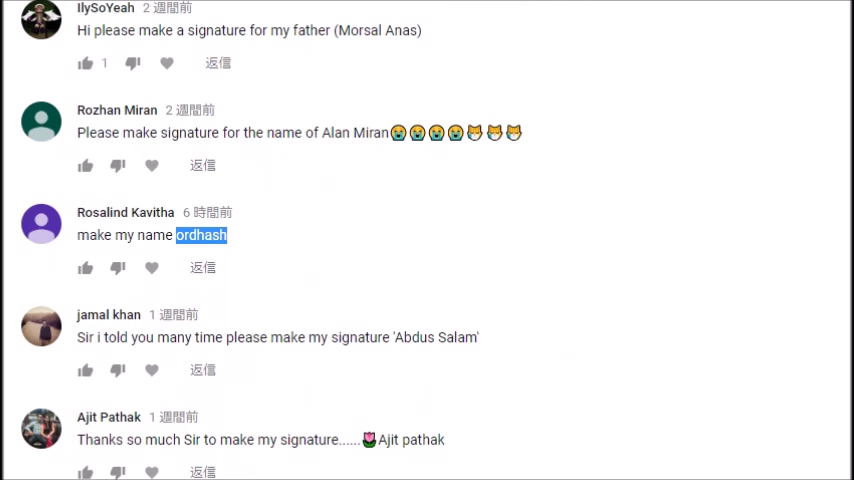 IlySoYeah 2 週間前
Hi please make a signature for my father (Morsal Anas)
1 返信
Rozhan Miran 2 週間前
Please make signature for the name of Alan Miran😭😭😭😭😷😷😷
返信
Rosalind Kavitha 6 時間前
make my name ordhash
返信
jamal khan 1 週間前
Sir i told you many time please make my signature 'Abdus Salam'
返信
Ajit Pathak 1 週間前
Thanks so much Sir to make my signature......🌷Ajit pathak
返信